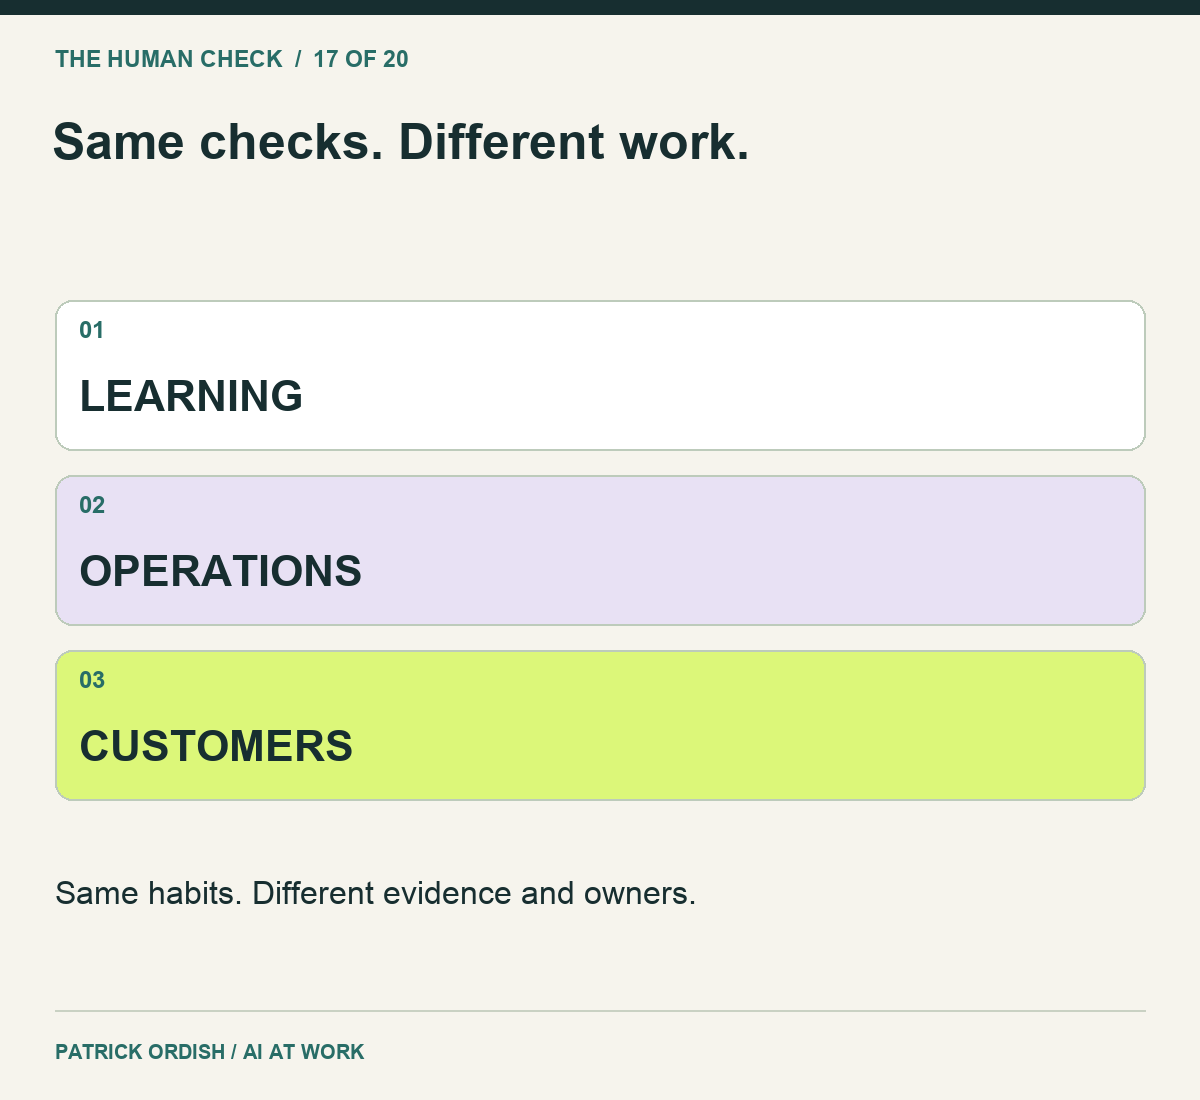 THE HUMAN CHECK / 17 OF 20
Same checks. Different work.
01
LEARNING
02
OPERATIONS
03
CUSTOMERS
Same habits. Different evidence and owners.
PATRICK ORDISH / AI AT WORK